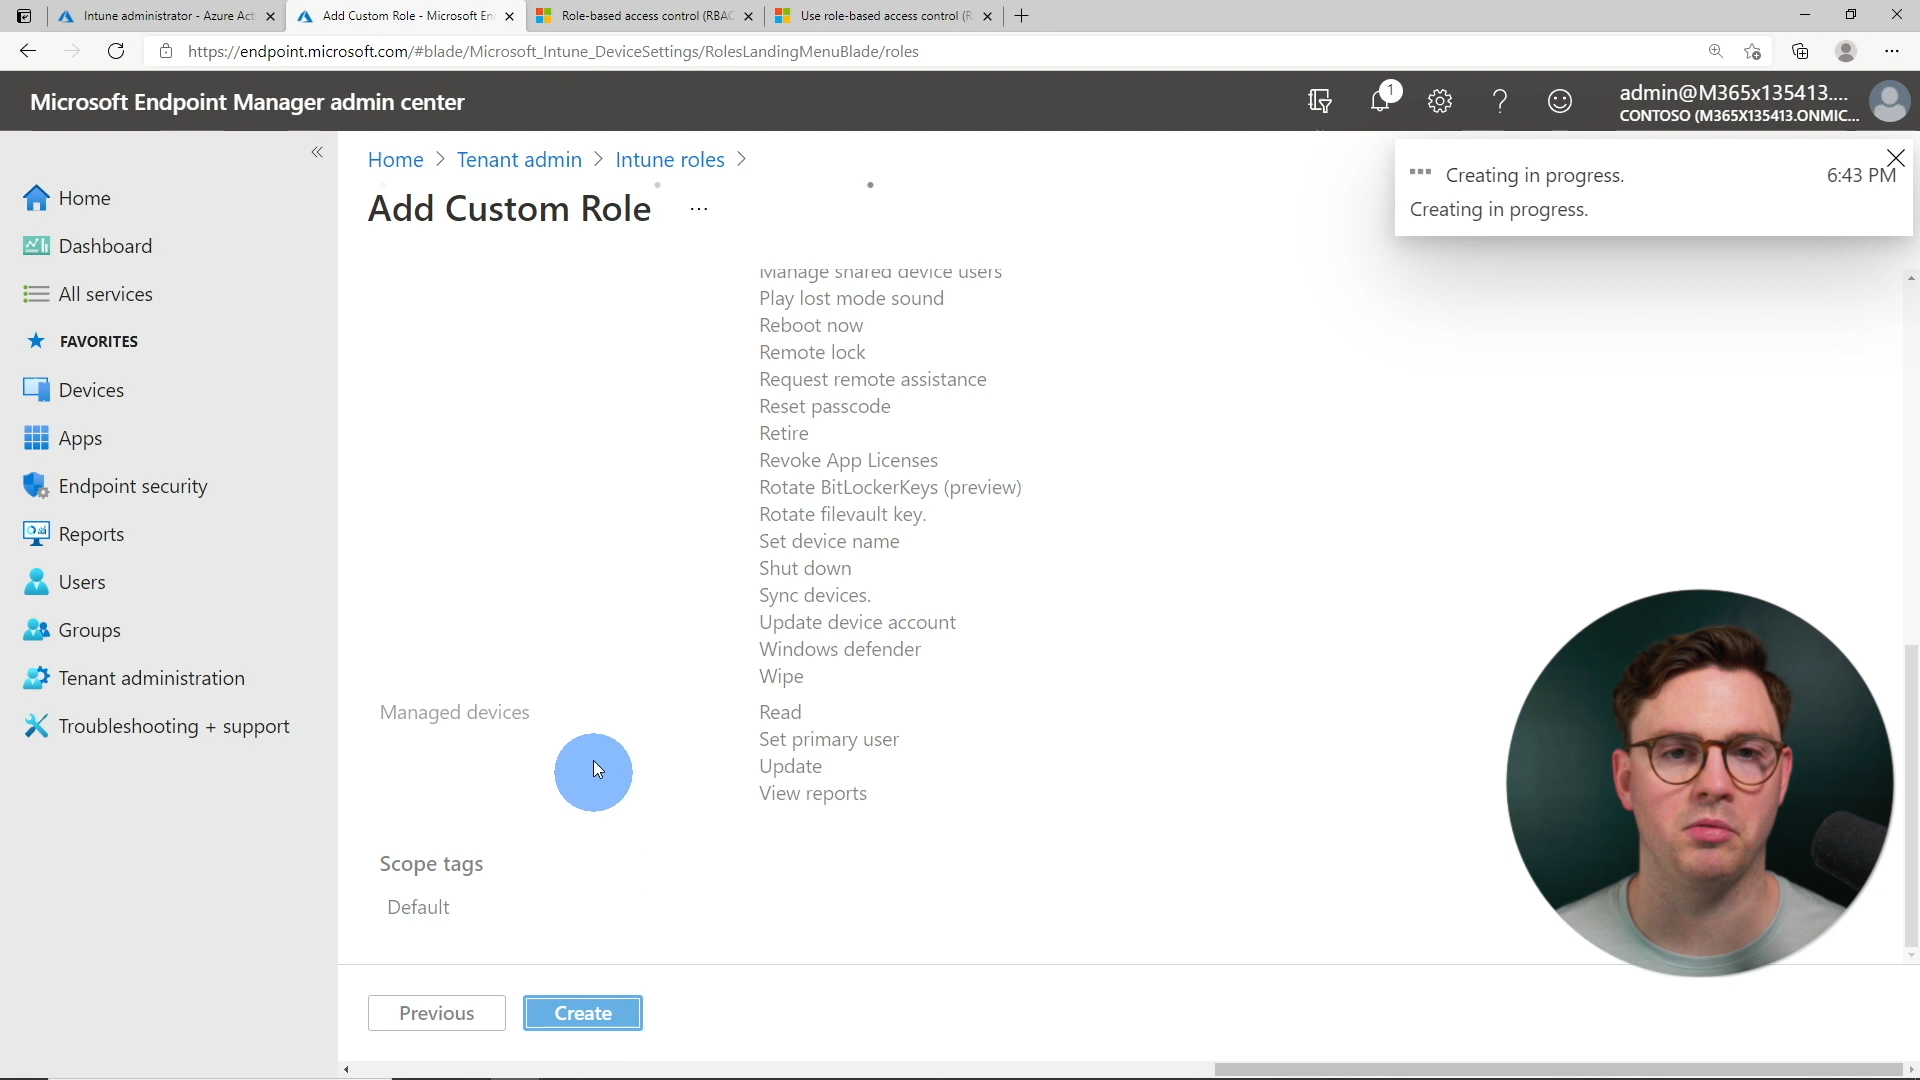 Intune administrator - Azure Act
Add Custom Role - Microsoft En
Role-based access control (RBAC
Use role-based access control (R
https://endpoint.microsoft.com/#blade/Microsoft_Intune_DeviceSettings/RolesLandingMenuBlade/roles
Microsoft Endpoint Manager admin center
1
admin@M365x135413....
CONTOSO (M365X135413.ONMIC...
Home
Dashboard
All services
FAVORITES
Devices
Apps
Endpoint security
Reports
Users
Groups
Tenant administration
Troubleshooting + support
Home > Tenant admin > Intune roles >
Add Custom Role ...
Creating in progress. 6:43 PM
Creating in progress.
Manage shared device users
Play lost mode sound
Reboot now
Remote lock
Request remote assistance
Reset passcode
Retire
Revoke App Licenses
Rotate BitLockerKeys (preview)
Rotate filevault key.
Set device name
Shut down
Sync devices.
Update device account
Windows defender
Wipe
Managed devices
Read
Set primary user
Update
View reports
Scope tags
Default
Previous
Create